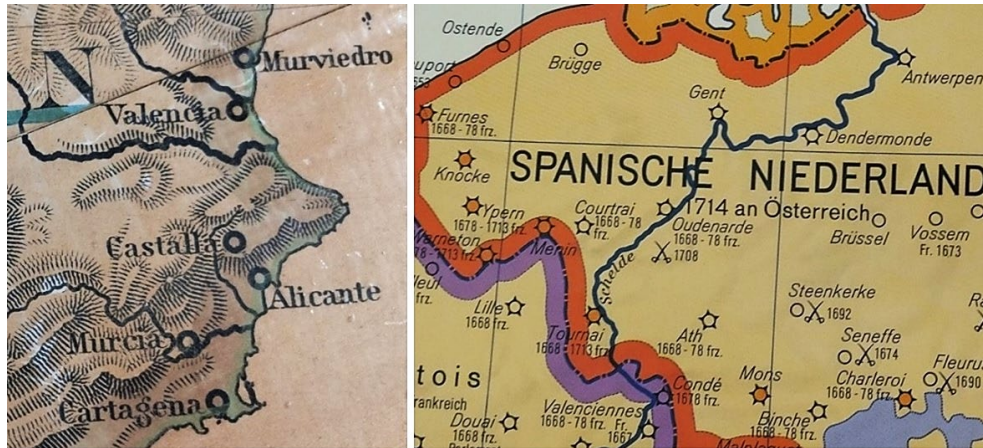 N
Murviedro
Valencia
Castalla
Alicante
Murcia
Cartagena
Ostende
Brügge
Antwerpen
Gent
Furnes
1668 - 78 frz.
Dendermonde
Knocke
SPANISCHE NIEDERLAND
1714 an Österreich
Ypern
1678 - 1713 frz.
Courtrai
1668 - 78
frz.
Oudenarde
1668 - 78 frz.
1708
Brüssel
Vossem
Fr. 1673
Menin
Schelde
Steenkerke
1692
Lille
1668 frz.
Tournai
1668 - 1713 frz.
Ath
1668 - 78
frz.
Seneffe
1674
Fleurus
1690
tois
Condé
1678 frz.
Mons
Charleroi
1668 - 78
frz.
Valenciennes
Binche
1668 - 78 frz.
Douai
1668 frz.